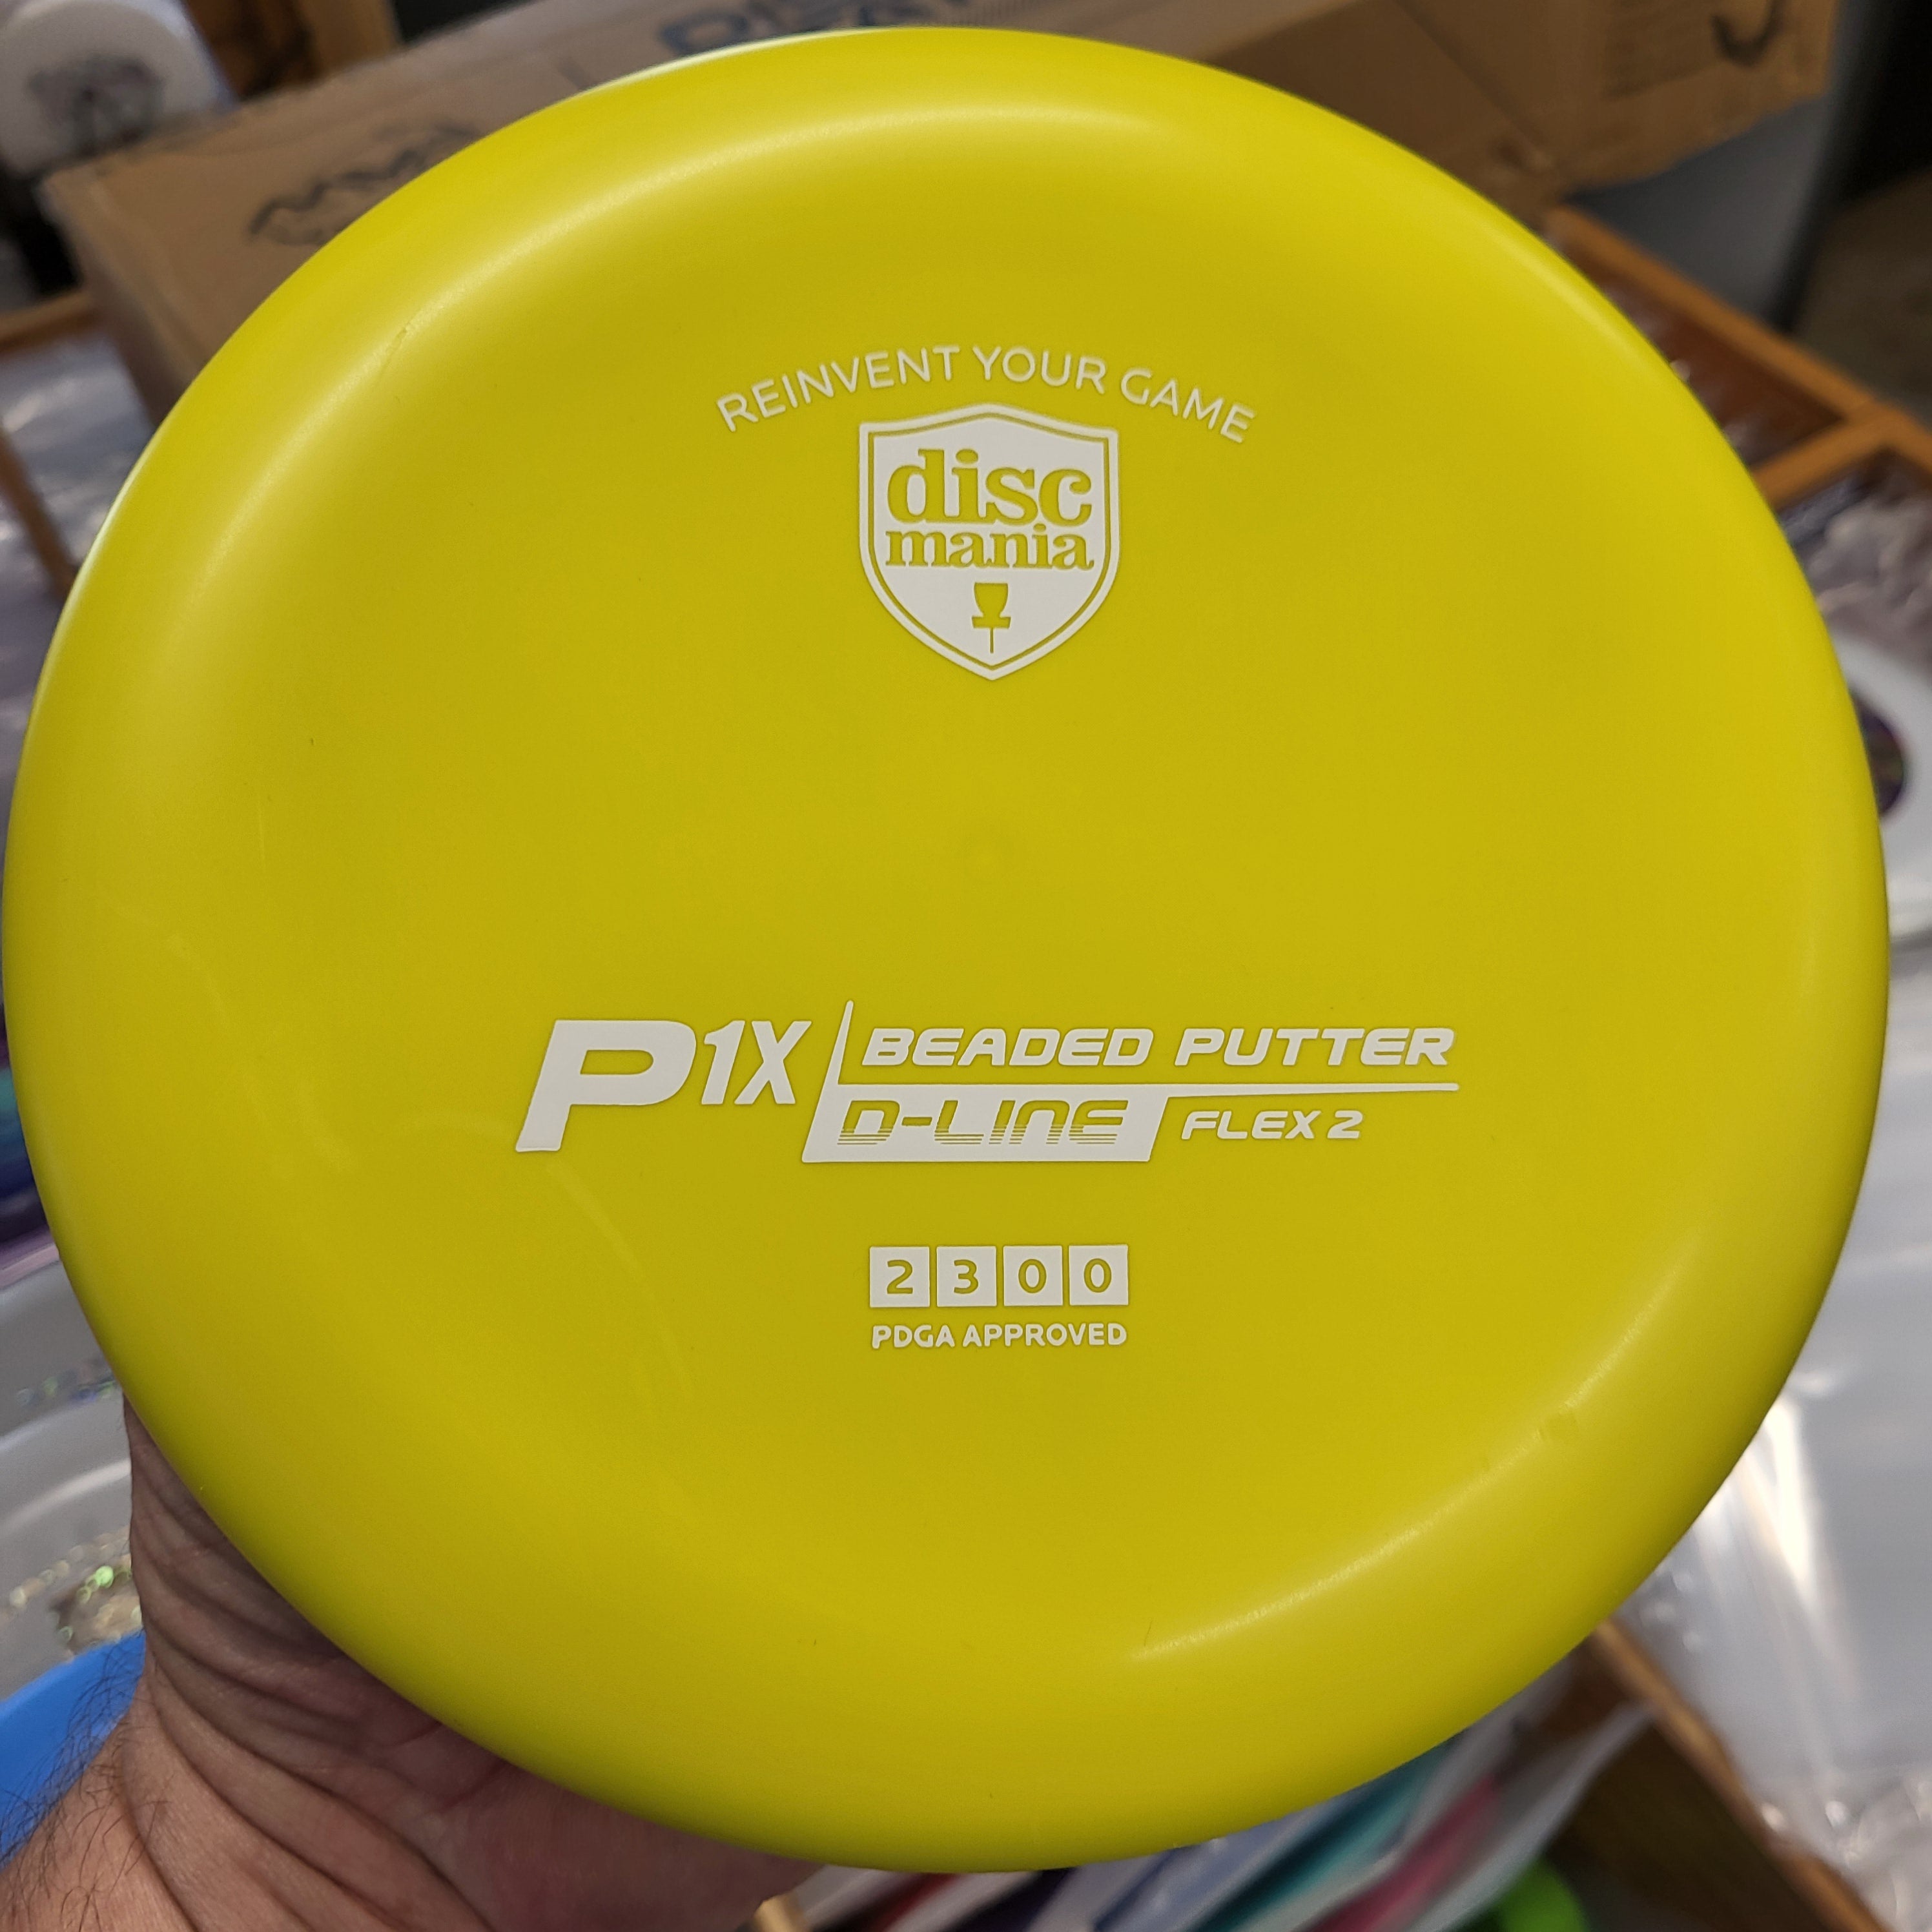 REINVENT YOUR GAME
disc
mania
P1X
BEADED PUTTER
D-LINE FLEX 2
2 3 0 0
PDGA APPROVED